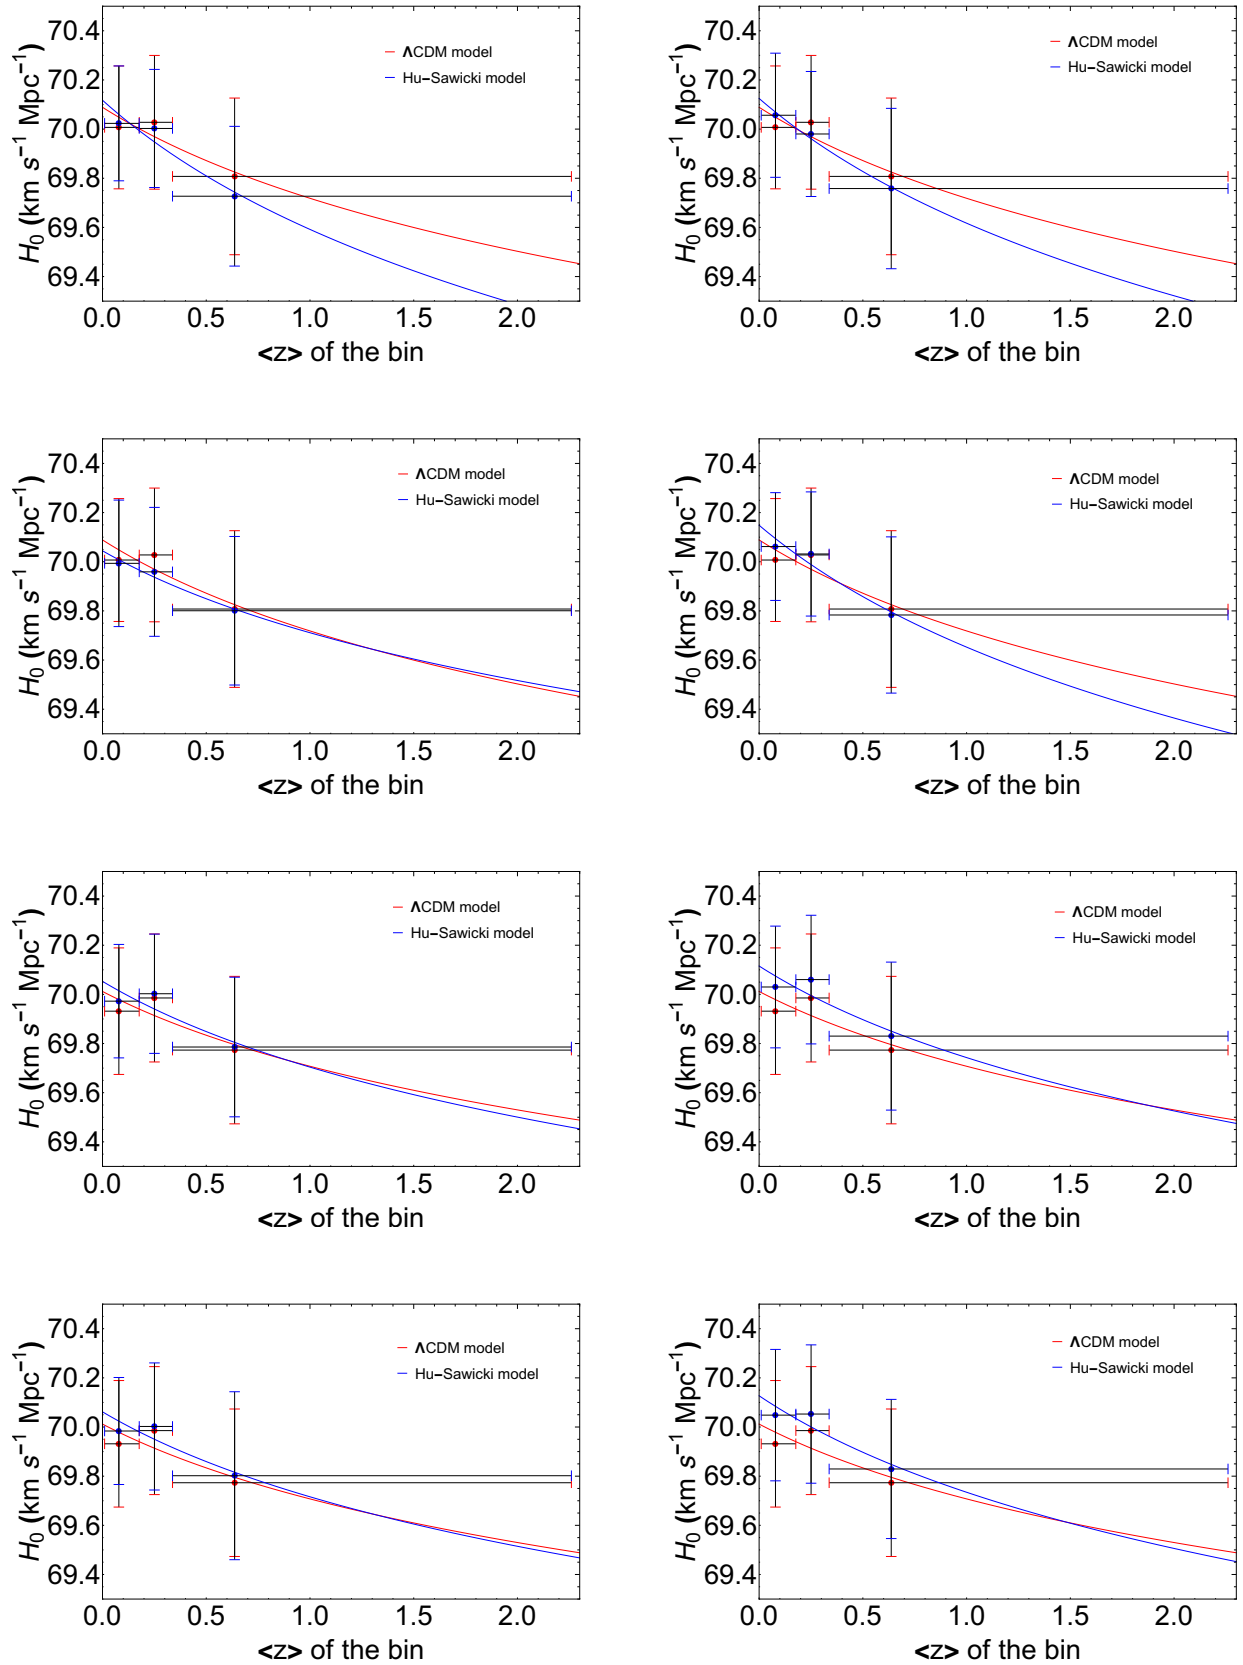 70.4
70.2
70.0
69.8
69.6
69.4
H₀ (km s⁻¹ Mpc⁻¹)
ΛCDM model
Hu−Sawicki model
0.0 0.5 1.0 1.5 2.0
<z> of the bin
70.4
70.2
70.0
69.8
69.6
69.4
H₀ (km s⁻¹ Mpc⁻¹)
ΛCDM model
Hu−Sawicki model
0.0 0.5 1.0 1.5 2.0
<z> of the bin
70.4
70.2
70.0
69.8
69.6
69.4
H₀ (km s⁻¹ Mpc⁻¹)
ΛCDM model
Hu−Sawicki model
0.0 0.5 1.0 1.5 2.0
<z> of the bin
70.4
70.2
70.0
69.8
69.6
69.4
H₀ (km s⁻¹ Mpc⁻¹)
ΛCDM model
Hu−Sawicki model
0.0 0.5 1.0 1.5 2.0
<z> of the bin
70.4
70.2
70.0
69.8
69.6
69.4
H₀ (km s⁻¹ Mpc⁻¹)
ΛCDM model
Hu−Sawicki model
0.0 0.5 1.0 1.5 2.0
<z> of the bin
70.4
70.2
70.0
69.8
69.6
69.4
H₀ (km s⁻¹ Mpc⁻¹)
ΛCDM model
Hu−Sawicki model
0.0 0.5 1.0 1.5 2.0
<z> of the bin
70.4
70.2
70.0
69.8
69.6
69.4
H₀ (km s⁻¹ Mpc⁻¹)
ΛCDM model
Hu−Sawicki model
0.0 0.5 1.0 1.5 2.0
<z> of the bin
70.4
70.2
70.0
69.8
69.6
69.4
H₀ (km s⁻¹ Mpc⁻¹)
ΛCDM model
Hu−Sawicki model
0.0 0.5 1.0 1.5 2.0
<z> of the bin